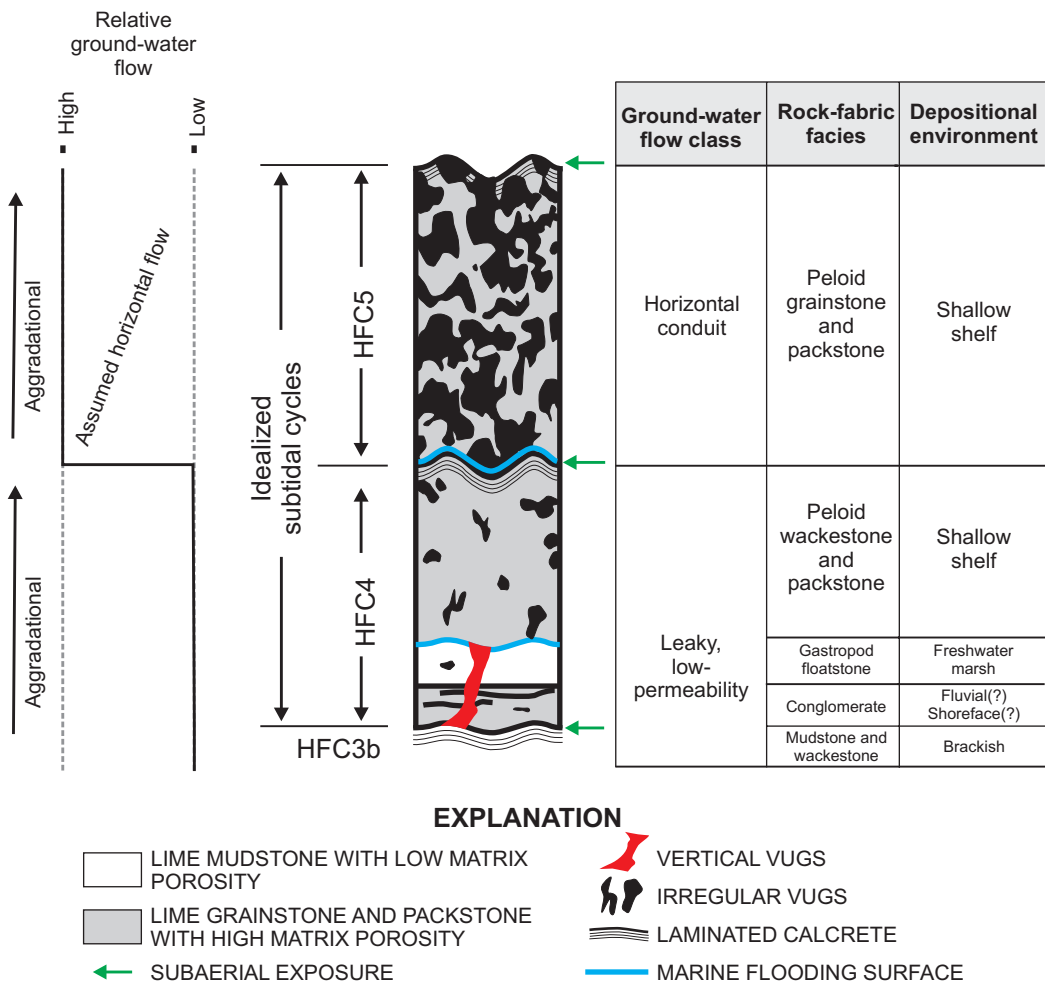 Relative
ground-water
flow
High
Low
Aggradational
Assumed horizontal flow
Aggradational
Idealized
subtidal cycles
HFC5
HFC4
HFC3b
Ground-water
flow class
Rock-fabric
facies
Depositional
environment
Horizontal
conduit
Peloid
grainstone
and
packstone
Shallow
shelf
Leaky,
low-
permeability
Peloid
wackestone
and
packstone
Shallow
shelf
Gastropod
floatstone
Freshwater
marsh
Conglomerate
Fluvial(?)
Shoreface(?)
Mudstone and
wackestone
Brackish
EXPLANATION
LIME MUDSTONE WITH LOW MATRIX
POROSITY
LIME GRAINSTONE AND PACKSTONE
WITH HIGH MATRIX POROSITY
SUBAERIAL EXPOSURE
VERTICAL VUGS
IRREGULAR VUGS
LAMINATED CALCRETE
MARINE FLOODING SURFACE